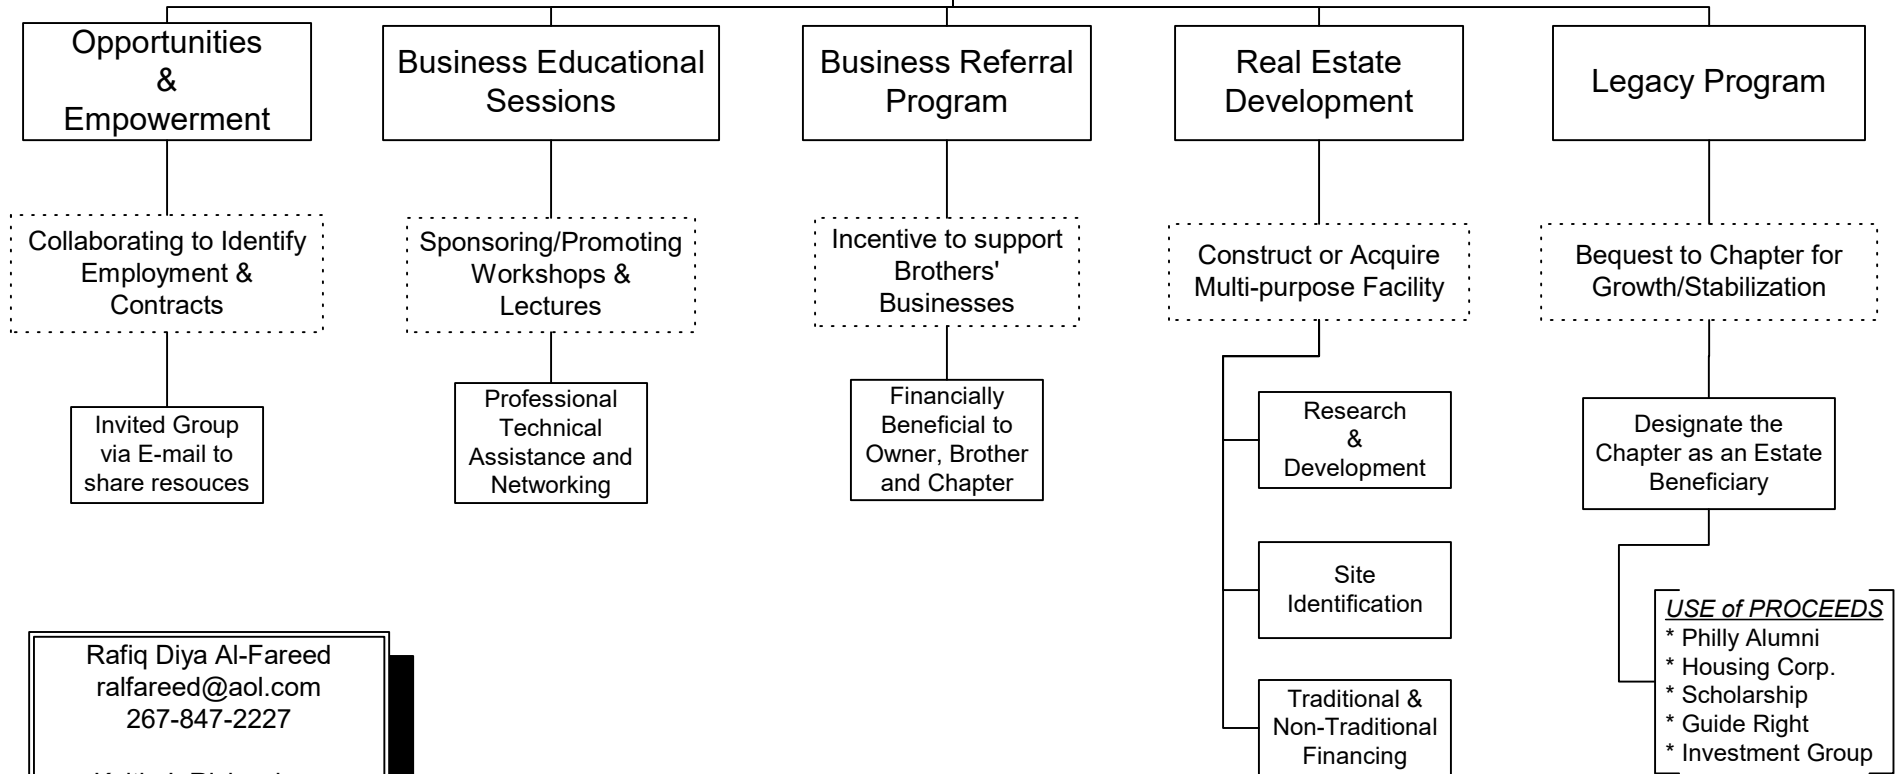 Opportunities
&
Empowerment
Business Educational
Sessions
Business Referral
Program
Real Estate
Development
Legacy Program
Collaborating to Identify
Employment &
Contracts
Sponsoring/Promoting
Workshops &
Lectures
Incentive to support
Brothers'
Businesses
Construct or Acquire
Multi-purpose Facility
Bequest to Chapter for
Growth/Stabilization
Invited Group
via E-mail to
share resouces
Professional
Technical
Assistance and
Networking
Financially
Beneficial to
Owner, Brother
and Chapter
Research
&
Development
Designate the
Chapter as an Estate
Beneficiary
Site
Identification
Traditional &
Non-Traditional
Financing
USE of PROCEEDS
* Philly Alumni
* Housing Corp.
* Scholarship
* Guide Right
* Investment Group
Rafiq Diya Al-Fareed
ralfareed@aol.com
267-847-2227